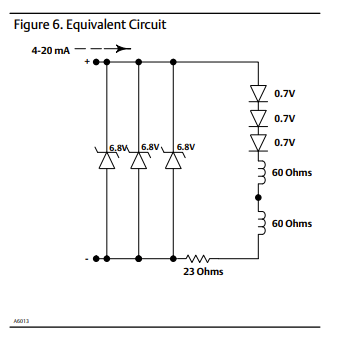 Figure 6. Equivalent Circuit
4-20 mA
+
0.7V
0.7V
0.7V
6.8V 6.8V 6.8V
60 Ohms
60 Ohms
-
23 Ohms
A6013